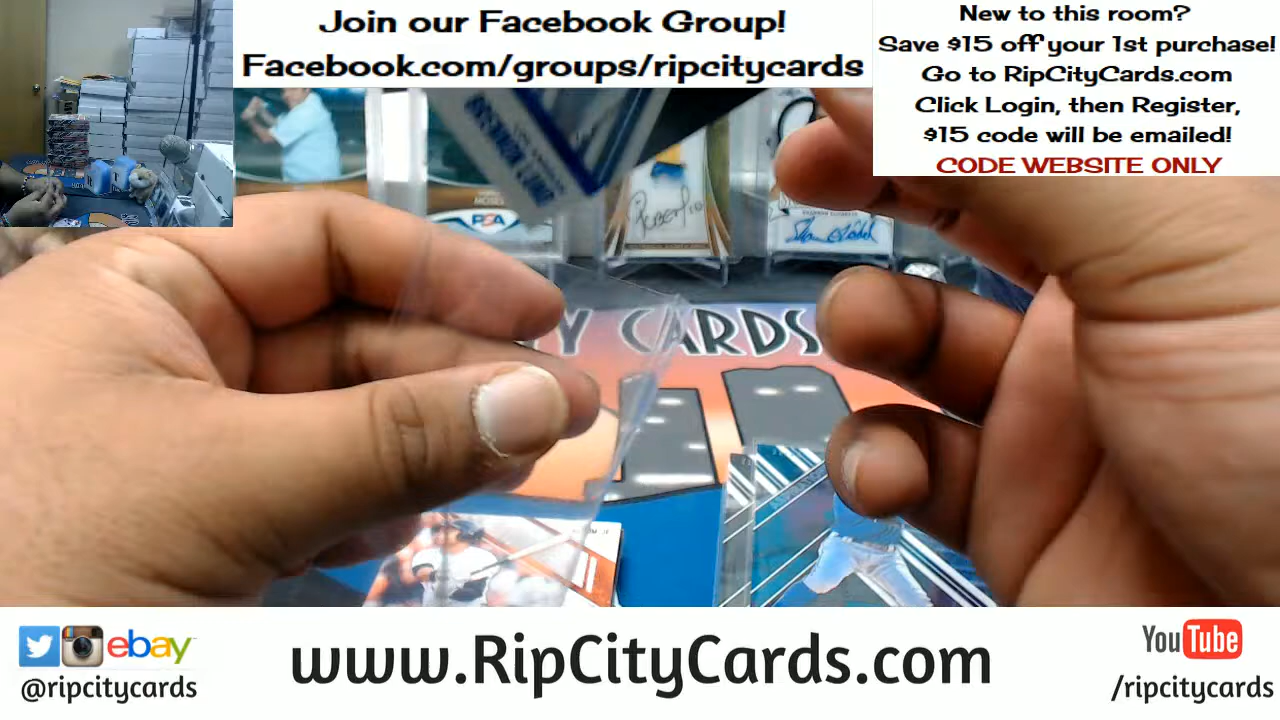 Join our Facebook Group!
Facebook.com/groups/ripcitycards
New to this room?
Save $15 off your 1st purchase!
Go to RipCityCards.com
Click Login, then Register,
$15 code will be emailed!
CODE WEBSITE ONLY
PSA
Y CARDS
ebay
@ripcitycards
www.RipCityCards.com
YouTube
/ripcitycards